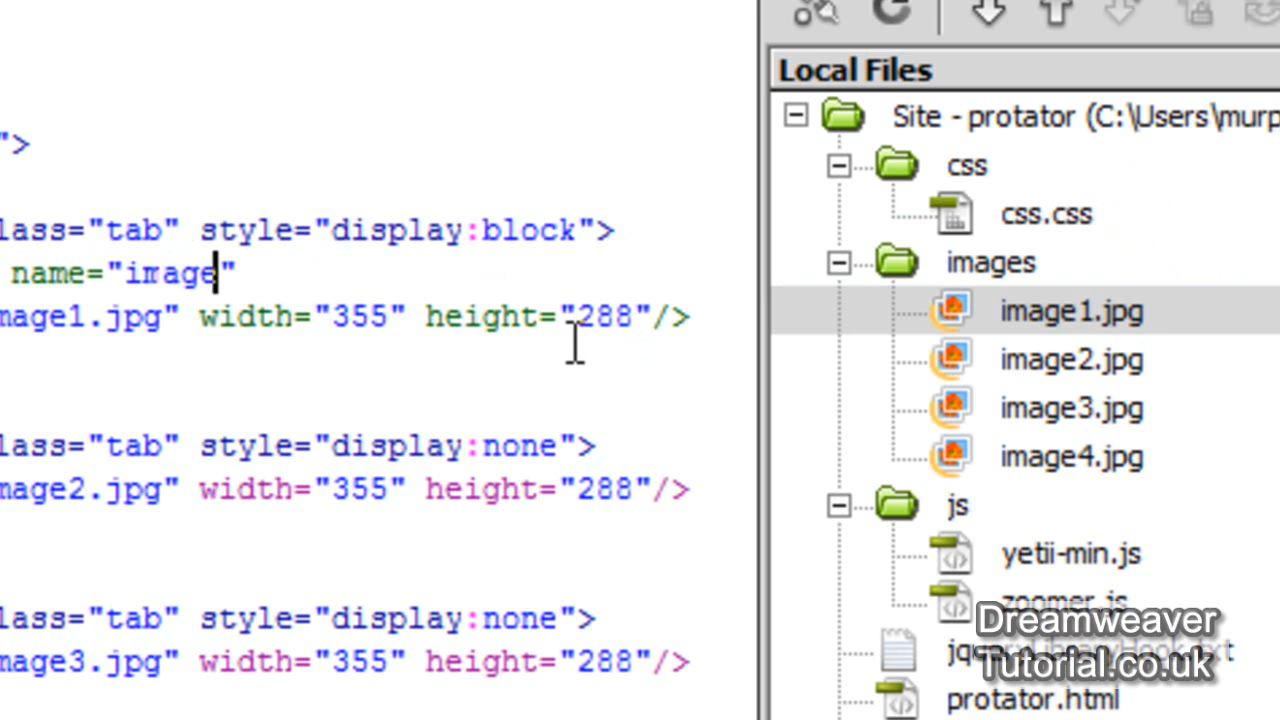 ">
lass="tab" style="display:block">
name="image"
mage1.jpg" width="355" height="288"/>
lass="tab" style="display:none">
mage2.jpg" width="355" height="288"/>
lass="tab" style="display:none">
mage3.jpg" width="355" height="288"/>
Local Files
Site - protator (C:\Users\murp
css
css.css
images
image1.jpg
image2.jpg
image3.jpg
image4.jpg
js
yetii-min.js
zoomer.js
protator.html
Dreamweaver
Tutorial.co.uk